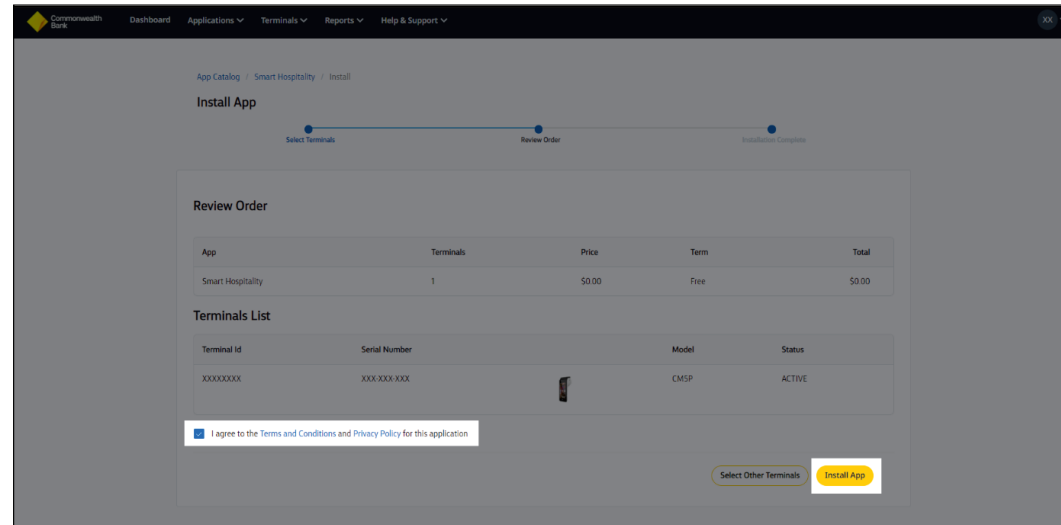 Commonwealth
Bank
Dashboard Applications Terminals Reports Help & Support XX
App Catalog / Smart Hospitality / Install
Install App
Select Terminals Review Order Installation Complete
Review Order
App Terminals Price Term Total
Smart Hospitality 1 $0.00 Free $0.00
Terminals List
Terminal Id Serial Number Model Status
XXXXXXXX XXX-XXX-XXX CMSP ACTIVE
I agree to the Terms and Conditions and Privacy Policy for this application
Select Other Terminals Install App